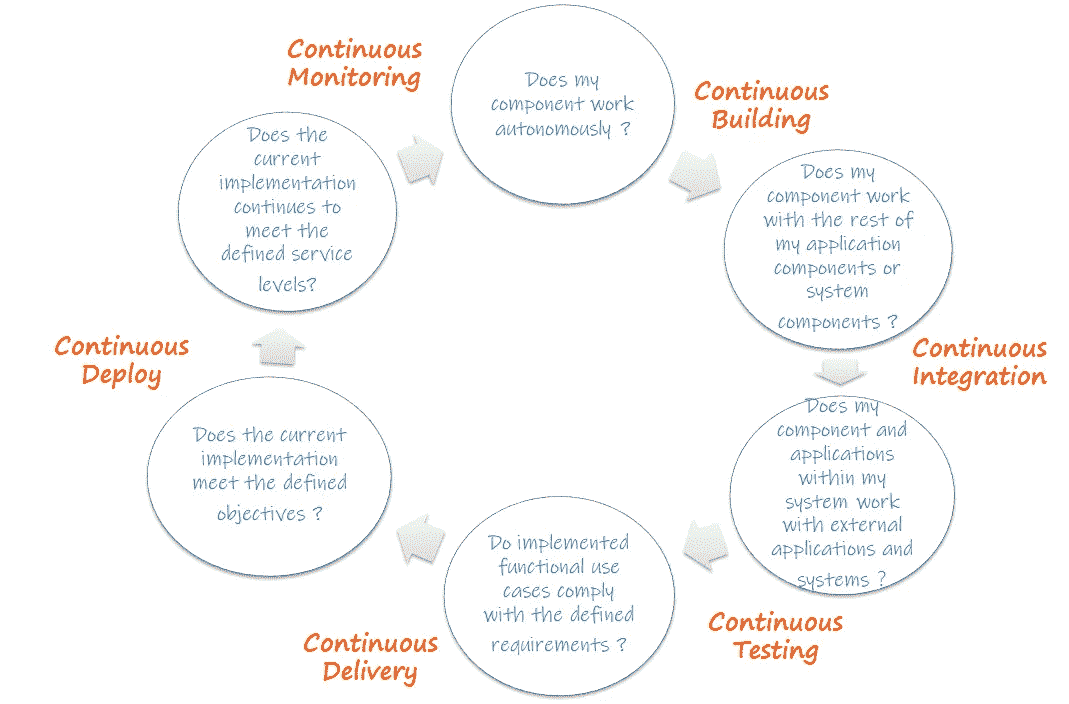 Continuous
Monitoring
Does my
component work
autonomously ?
Continuous
Building
Does my
component work
with the rest of
my application
components or
system
components ?
Continuous
Integration
Does my
component and
applications
within my
system work
with external
applications and
systems ?
Continuous
Testing
Do implemented
functional use
cases comply
with the defined
requirements ?
Continuous
Delivery
Does the current
implementation
meet the defined
objectives ?
Continuous
Deploy
Does the
current
implementation
continues to
meet the
defined service
levels?